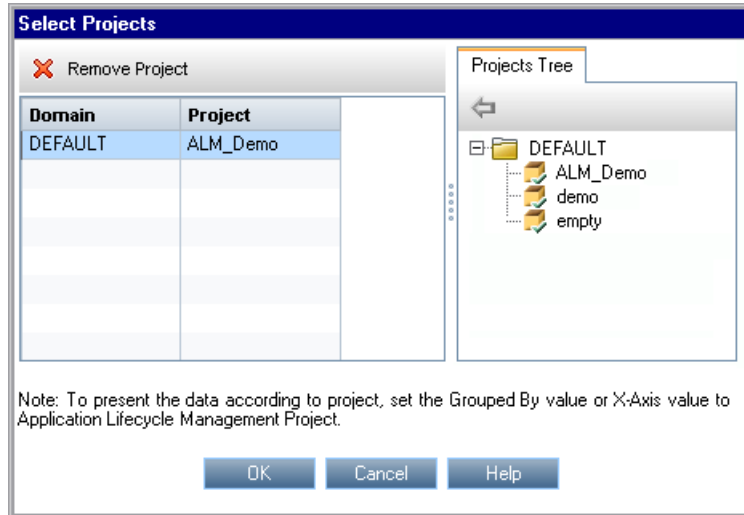 Select Projects
Remove Project
Projects Tree
Domain Project
DEFAULT ALM_Demo
DEFAULT
ALM_Demo
demo
empty
Note: To present the data according to project, set the Grouped By value or X-Axis value to
Application Lifecycle Management Project.
OK Cancel Help